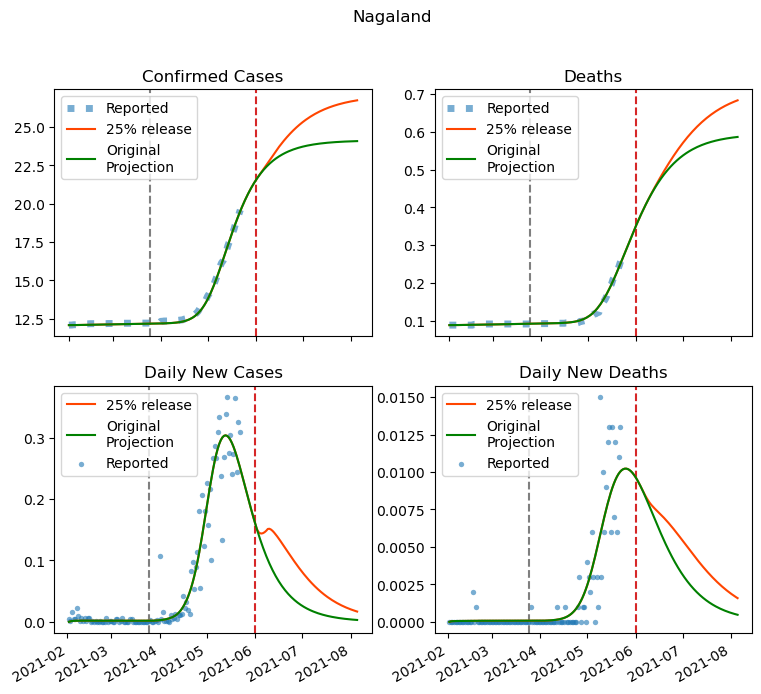 Nagaland
Confirmed Cases
Reported
25% release
Original
Projection
25.0
22.5
20.0
17.5
15.0
12.5
Deaths
Reported
25% release
Original
Projection
0.7
0.6
0.5
0.4
0.3
0.2
0.1
Daily New Cases
25% release
Original
Projection
Reported
0.3
0.2
0.1
0.0
2021-02
2021-03
2021-04
2021-05
2021-06
2021-07
2021-08
Daily New Deaths
25% release
Original
Projection
Reported
0.0150
0.0125
0.0100
0.0075
0.0050
0.0025
0.0000
2021-02
2021-03
2021-04
2021-05
2021-06
2021-07
2021-08